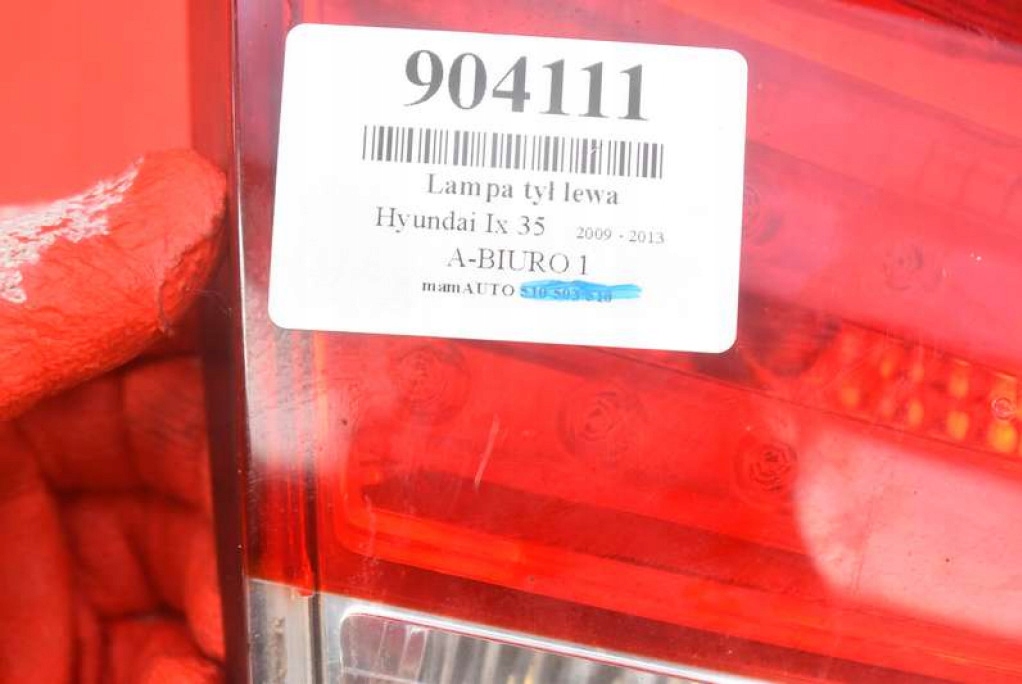 904111
Lampa tył lewa
Hyundai Ix 35 2009 - 2013
A-BIURO 1
mamAUTO